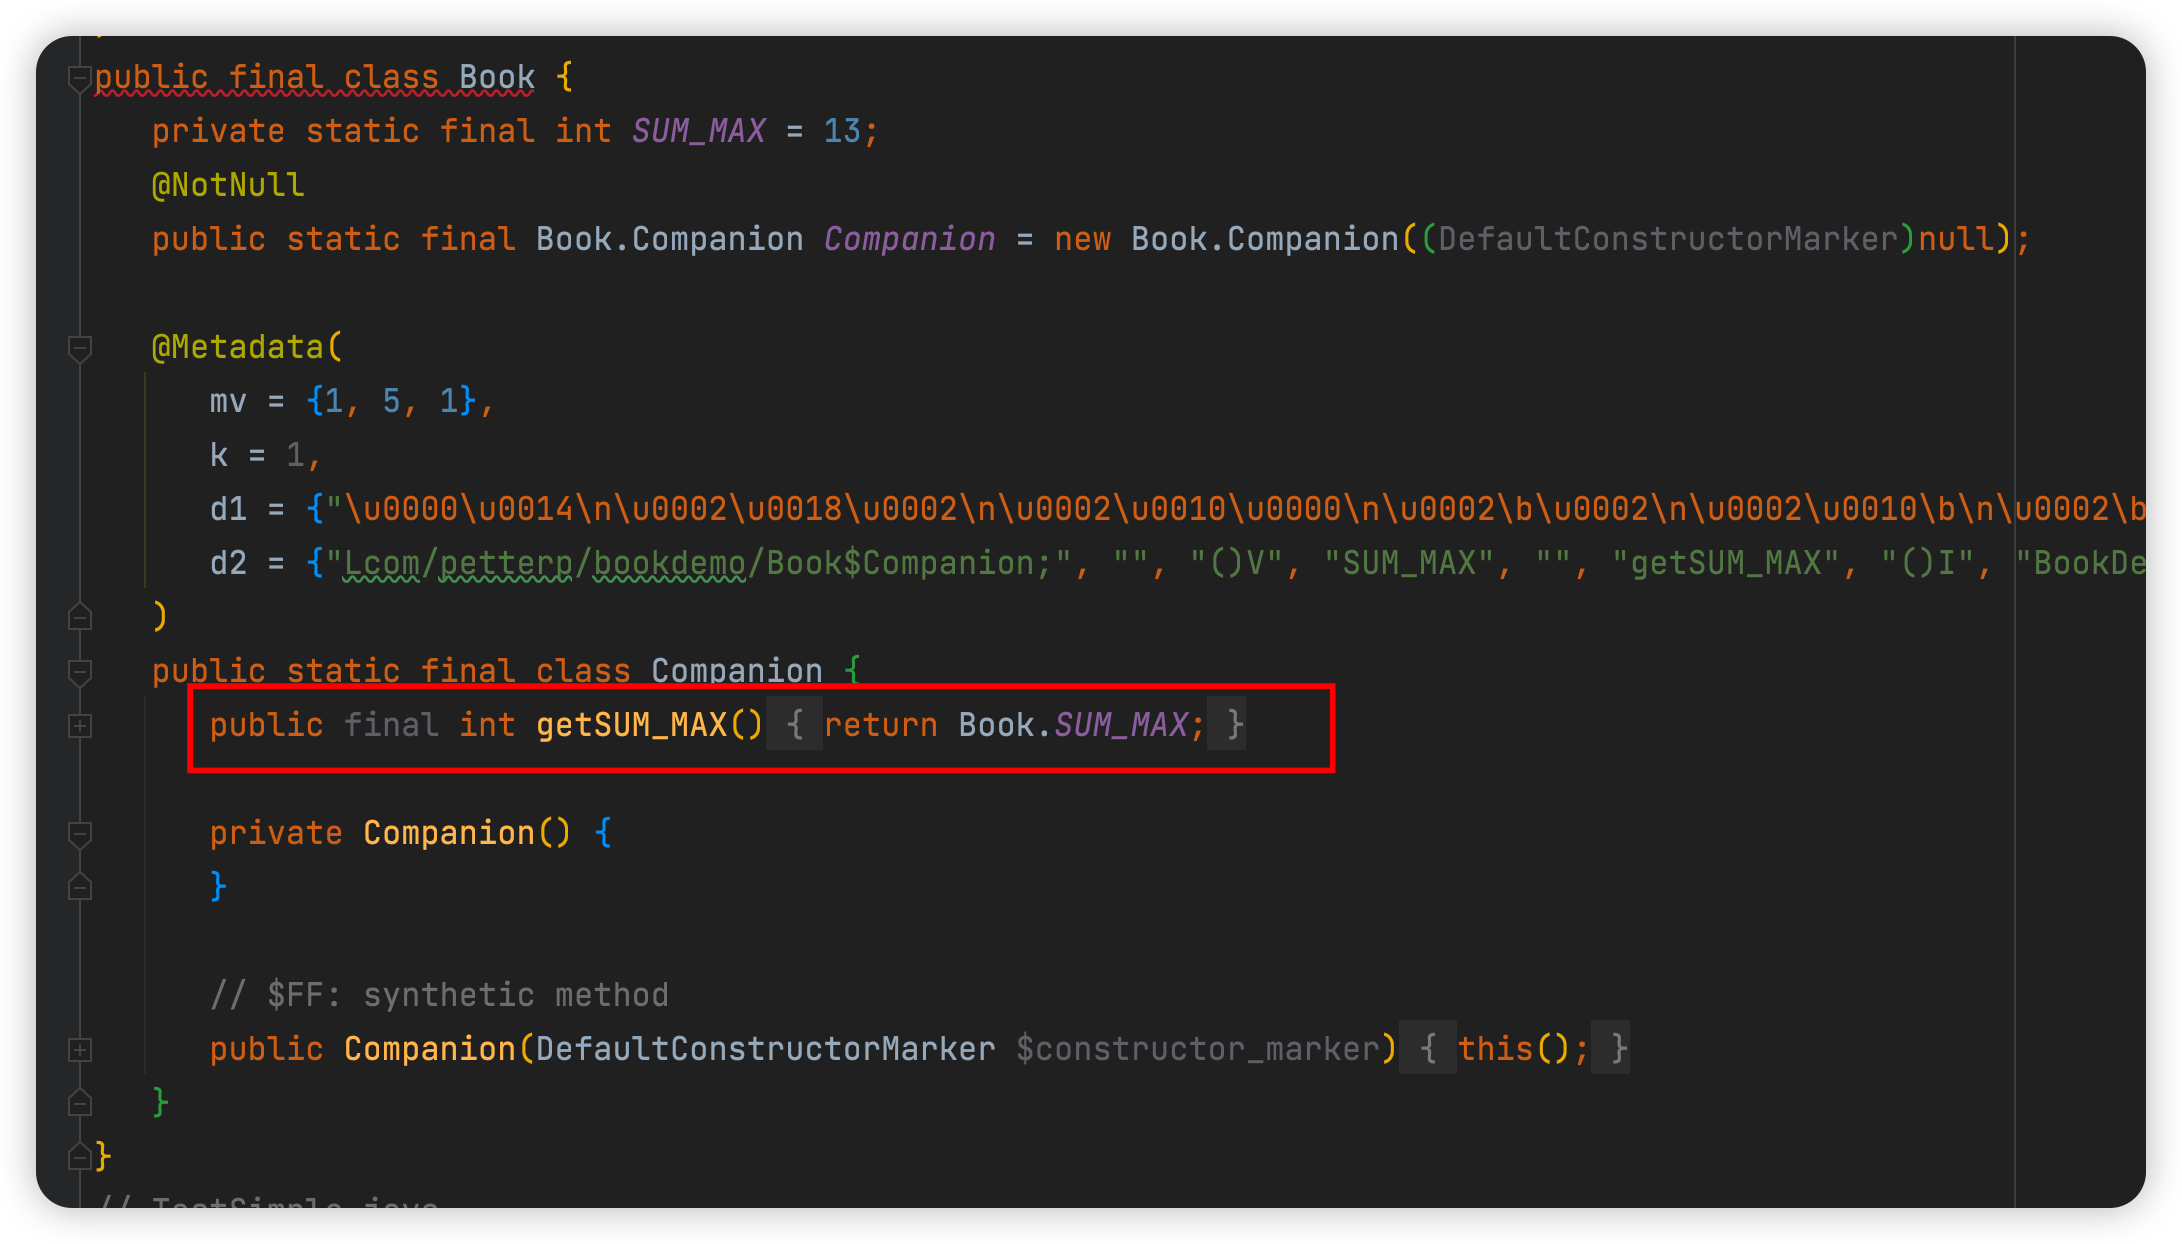 public final class Book {
private static final int SUM_MAX = 13;
@NotNull
public static final Book.Companion Companion = new Book.Companion((DefaultConstructorMarker)null);
@Metadata(
mv = {1, 5, 1},
k = 1,
d1 = {"\u0000\u0014\n\u0002\u0018\u0002\n\u0002\u0010\u0000\n\u0002\b\u0002\n\u0002\u0010\b\n\u0002\b
d2 = {"Lcom/petterp/bookdemo/Book$Companion;", "", "()V", "SUM_MAX", "", "getSUM_MAX", "()I", "BookDe
)
public static final class Companion {
public final int getSUM_MAX() { return Book.SUM_MAX; }
private Companion() {
}
// $FF: synthetic method
public Companion(DefaultConstructorMarker $constructor_marker) { this(); }
}
}
// TestSimple.java